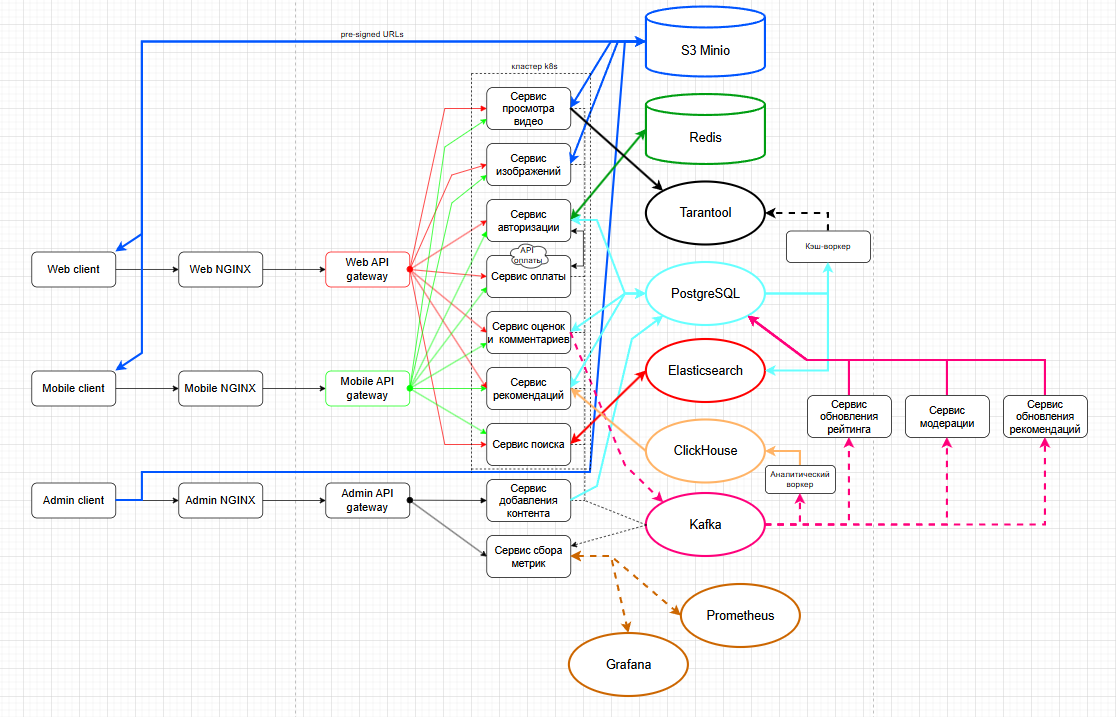 pre-signed URLs
S3 Minio
кластер k8s
Сервис
просмотра
видео
Redis
Сервис
изображений
Tarantool
Сервис
авторизации
Кэш-воркер
API
оплаты
Сервис оплаты
Web client
Web NGINX
Web API
gateway
PostgreSQL
Сервис оценок
и комментариев
Elasticsearch
Mobile client
Mobile NGINX
Mobile API
gateway
Сервис
рекомендаций
Сервис
обновления
рейтинга
Сервис
модерации
Сервис
обновления
рекомендаций
Сервис поиска
ClickHouse
Аналитический
воркер
Admin client
Admin NGINX
Admin API
gateway
Сервис
добавления
контента
Kafka
Сервис сбора
метрик
Prometheus
Grafana